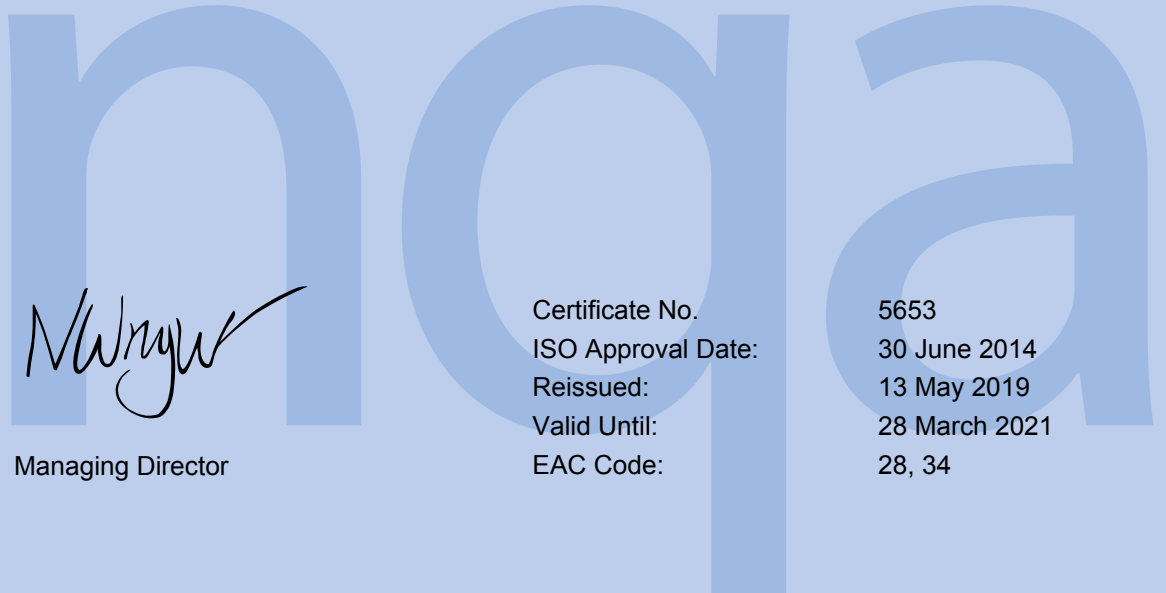 nqa
Certificate No. 5653
ISO Approval Date: 30 June 2014
Reissued: 13 May 2019
Valid Until: 28 March 2021
EAC Code: 28, 34
Managing Director